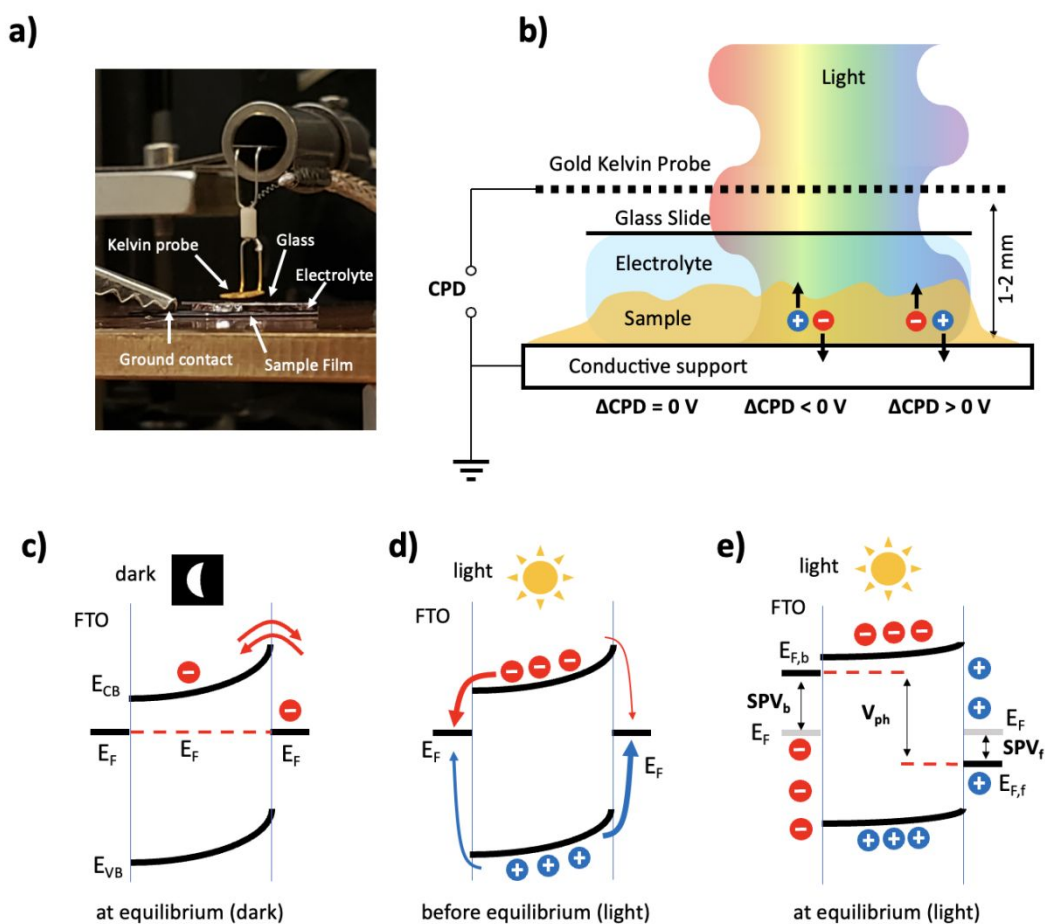 a)
Kelvin probe
Glass
Electrolyte
Ground contact
Sample Film
b)
Light
Gold Kelvin Probe
Glass Slide
Electrolyte
CPD
1-2 mm
Sample
Conductive support
ΔCPD = 0 V
ΔCPD < 0 V
ΔCPD > 0 V
c)
dark
FTO
E_CB
E_F
E_F
E_F
E_VB
at equilibrium (dark)
d)
light
FTO
E_F
E_F
before equilibrium (light)
e)
light
FTO
E_F,b
SPV_b
V_ph
E_F
E_F
SPV_f
E_F,f
at equilibrium (light)